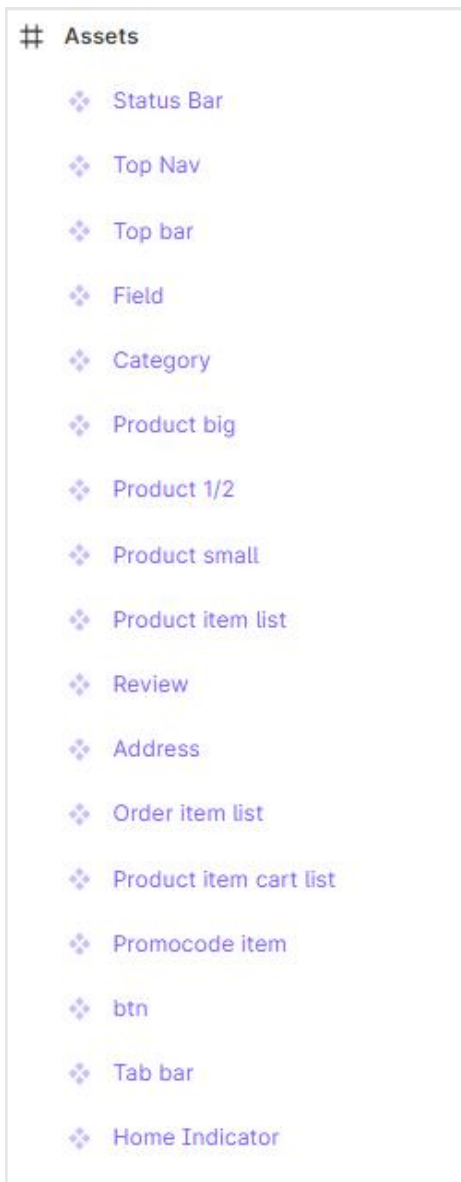 Assets
Status Bar
Top Nav
Top bar
Field
Category
Product big
Product 1/2
Product small
Product item list
Review
Address
Order item list
Product item cart list
Promocode item
btn
Tab bar
Home Indicator